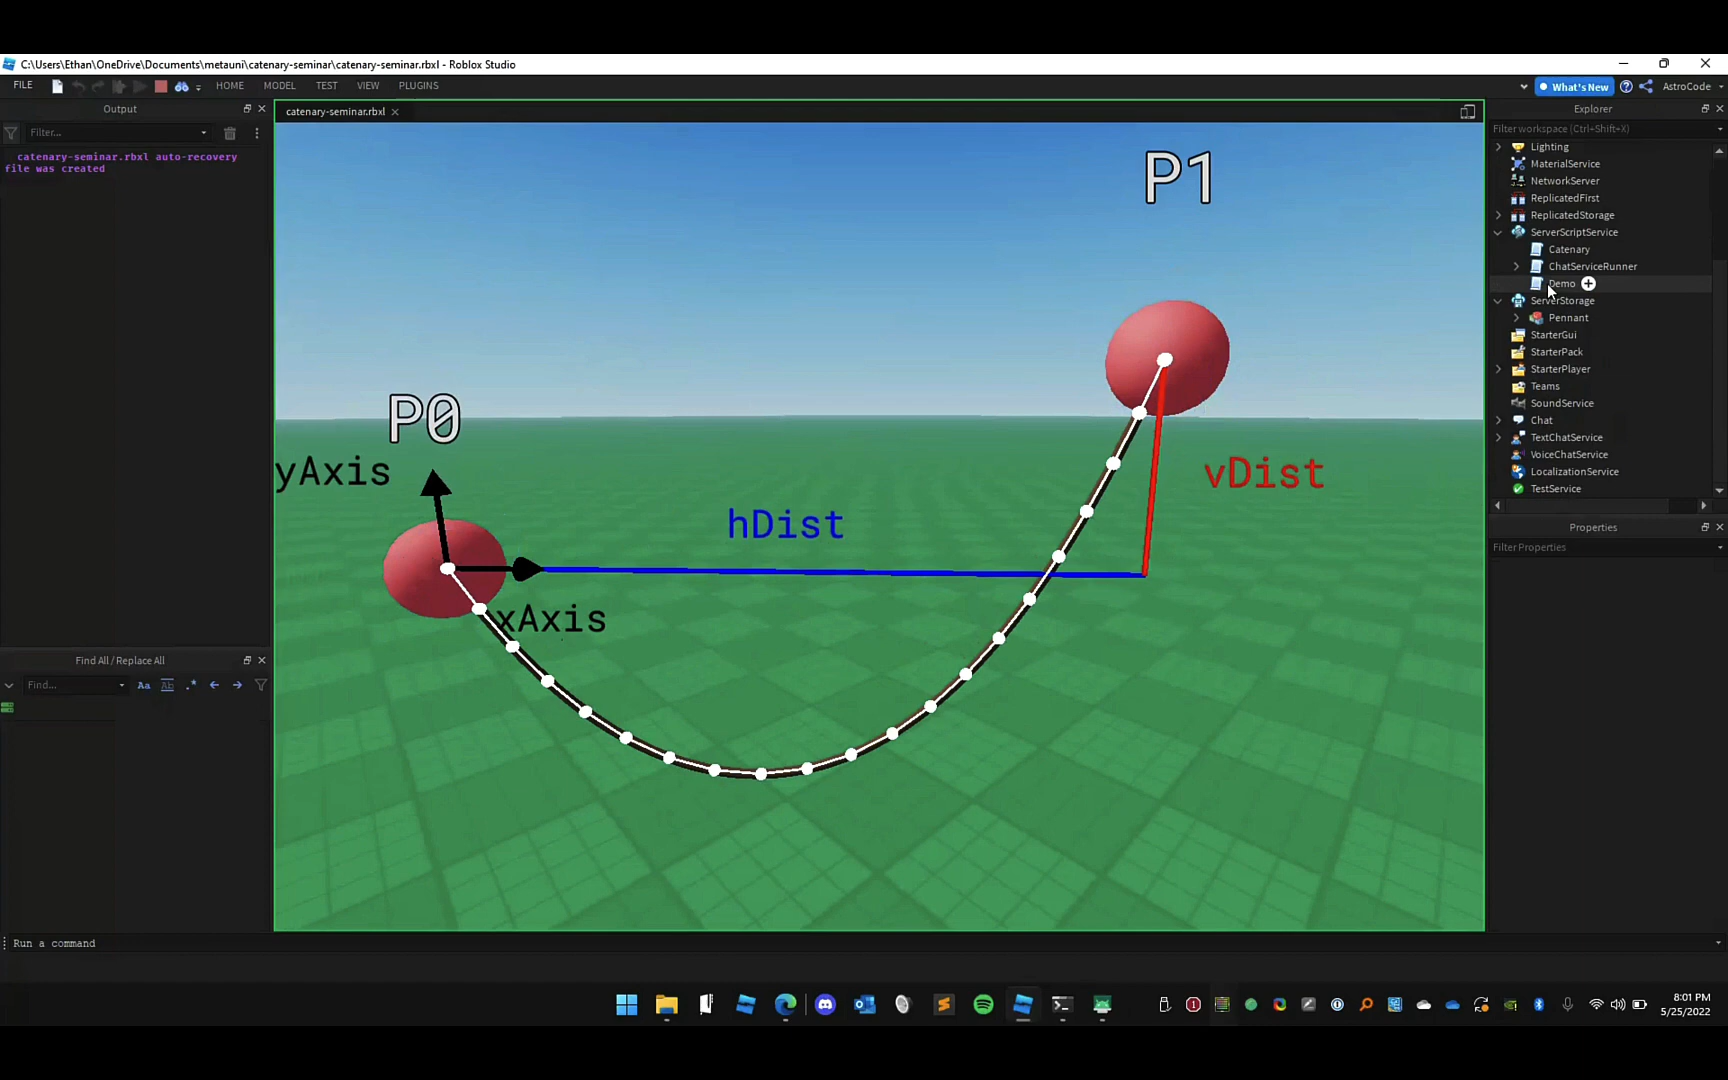 C:\Users\Ethan\OneDrive\Documents\metauni\catenary-seminar\catenary-seminar.rbxl - Roblox Studio
FILE
HOME
MODEL
TEST
VIEW
PLUGINS
What's New
AstroCode
Output
Filter...
catenary-seminar.rbxl auto-recovery
file was created
Find All / Replace All
Find...
Aa
Ab
.*
catenary-seminar.rbxl
P1
P0
yAxis
hDist
vDist
xAxis
Explorer
Filter workspace (Ctrl+Shift+X)
Lighting
MaterialService
NetworkServer
ReplicatedFirst
ReplicatedStorage
ServerScriptService
Catenary
ChatServiceRunner
Demo
ServerStorage
Pennant
StarterGui
StarterPack
StarterPlayer
Teams
SoundService
Chat
TextChatService
VoiceChatService
LocalizationService
TestService
Properties
Filter Properties
Run a command
8:01 PM
5/25/2022